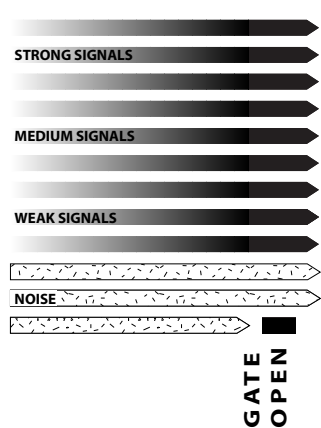 STRONG SIGNALS
MEDIUM SIGNALS
WEAK SIGNALS
NOISE
GATE
OPEN